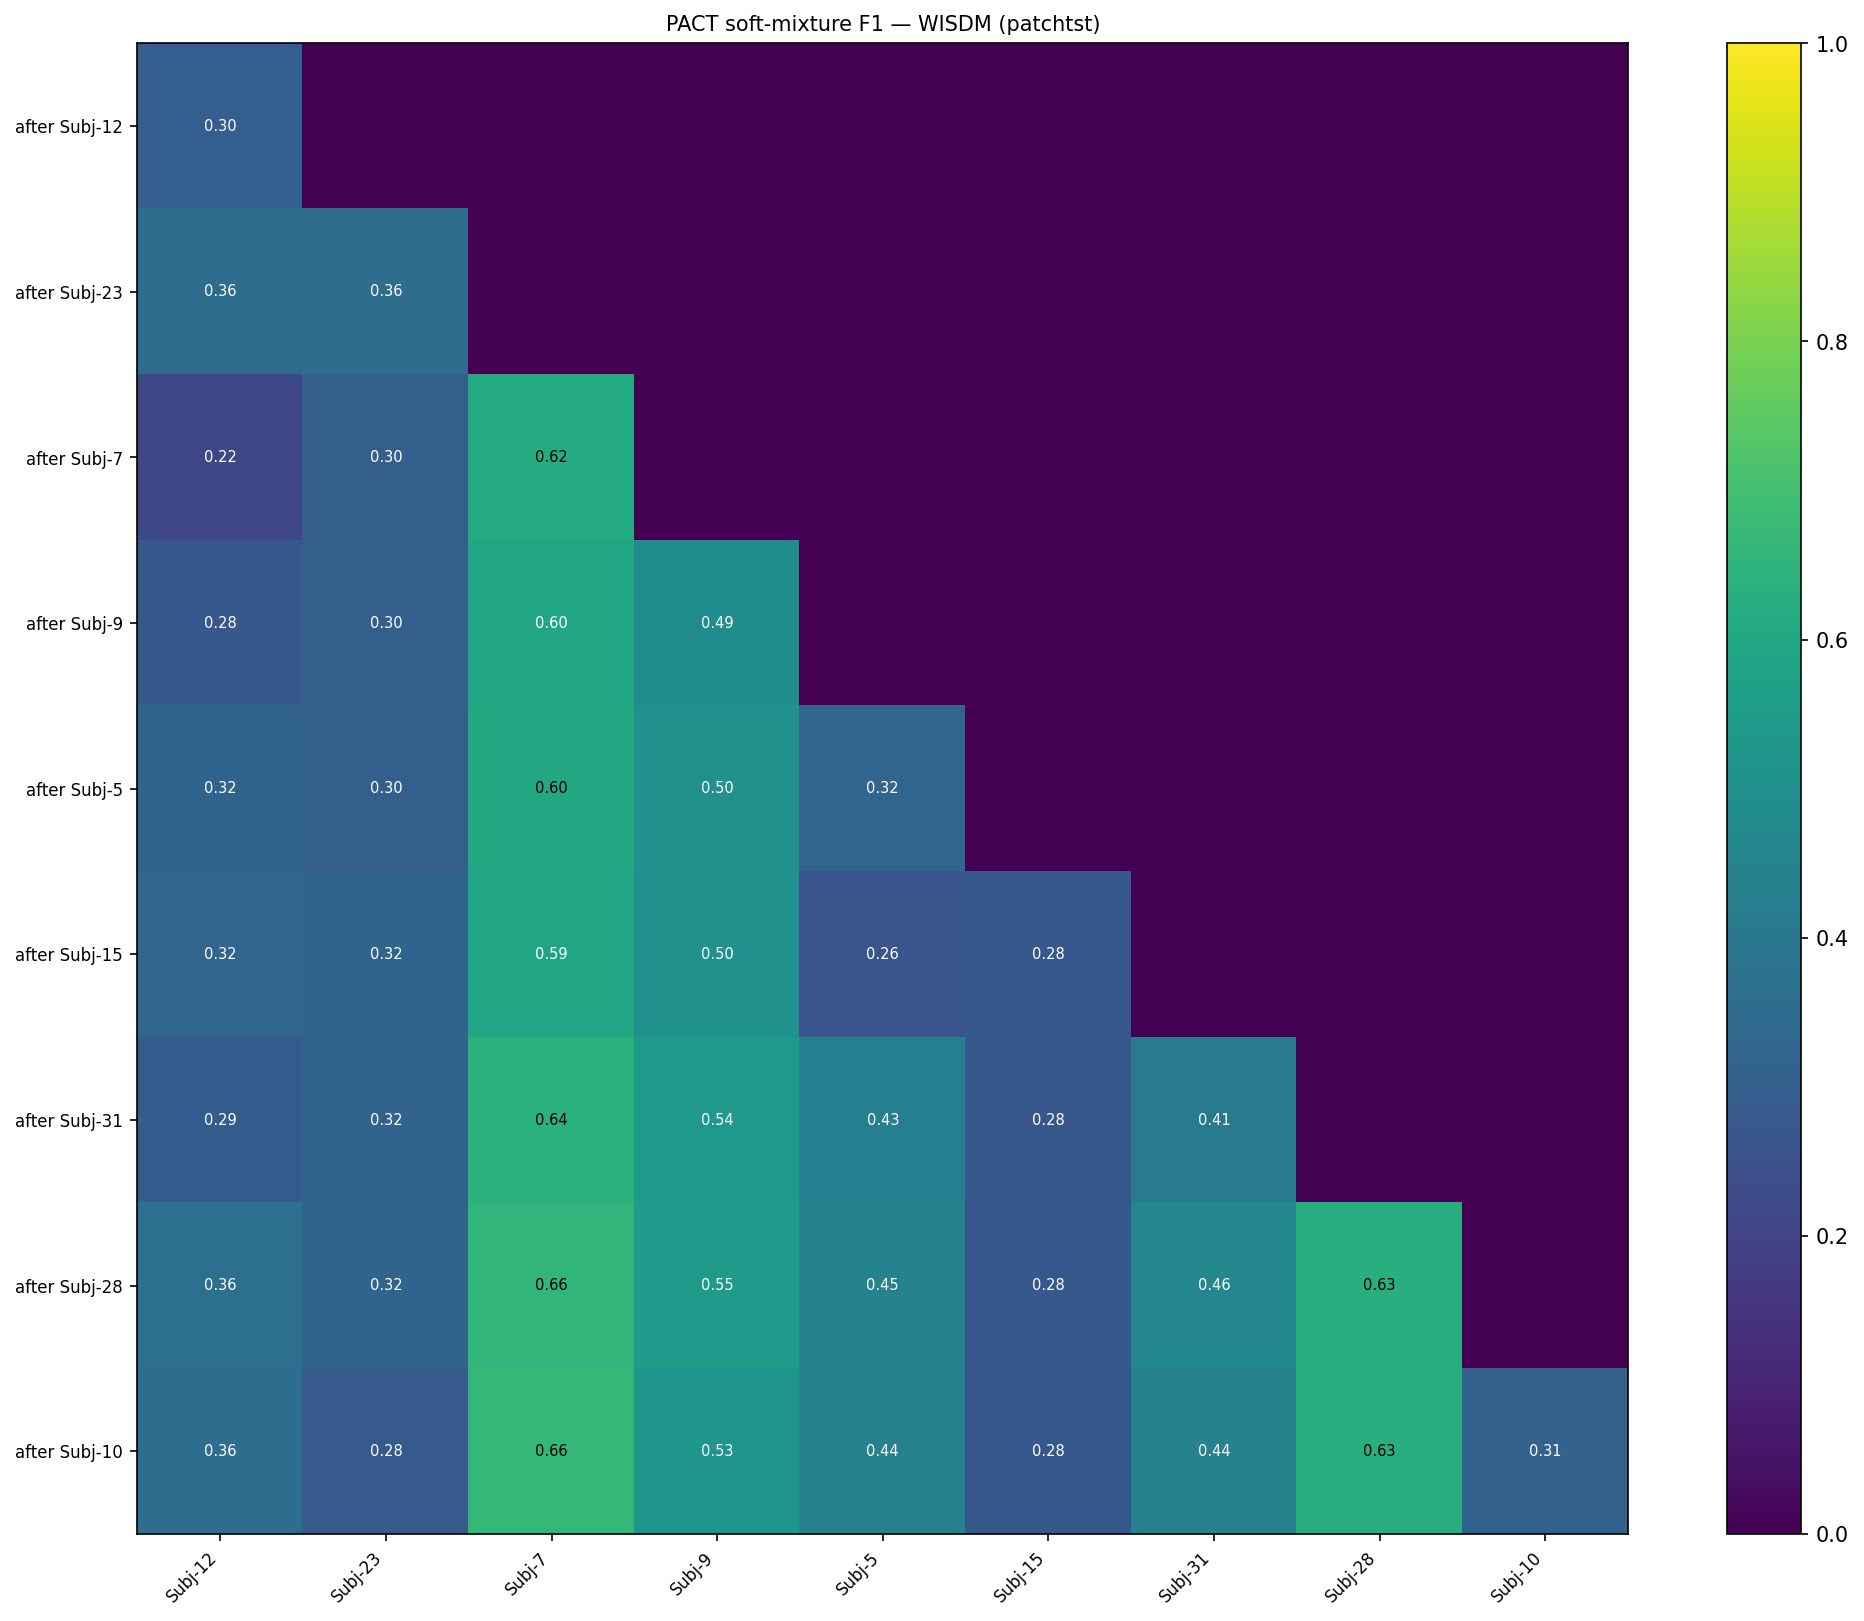 PACT soft-mixture F1 — WISDM (patchtst)
after Subj-12 0.30
after Subj-23 0.36 0.36
after Subj-7 0.22 0.30 0.62
after Subj-9 0.28 0.30 0.60 0.49
after Subj-5 0.32 0.30 0.60 0.50 0.32
after Subj-15 0.32 0.32 0.59 0.50 0.26 0.28
after Subj-31 0.29 0.32 0.64 0.54 0.43 0.28 0.41
after Subj-28 0.36 0.32 0.66 0.55 0.45 0.28 0.46 0.63
after Subj-10 0.36 0.28 0.66 0.53 0.44 0.28 0.44 0.63 0.31
Subj-12 Subj-23 Subj-7 Subj-9 Subj-5 Subj-15 Subj-31 Subj-28 Subj-10
1.0
0.8
0.6
0.4
0.2
0.0